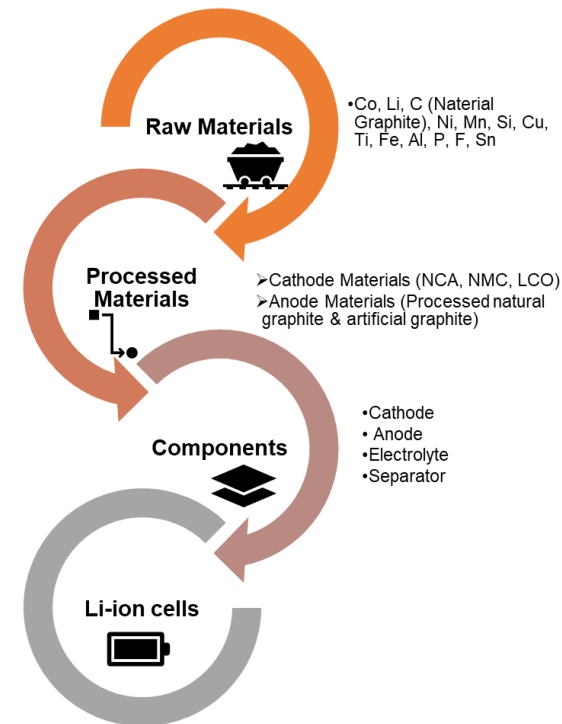 Raw Materials
•Co, Li, C (Naterial
Graphite), Ni, Mn, Si, Cu,
Ti, Fe, Al, P, F, Sn
Processed
Materials
➢Cathode Materials (NCA, NMC, LCO)
➢Anode Materials (Processed natural
graphite & artificial graphite)
Components
•Cathode
• Anode
•Electrolyte
•Separator
Li-ion cells